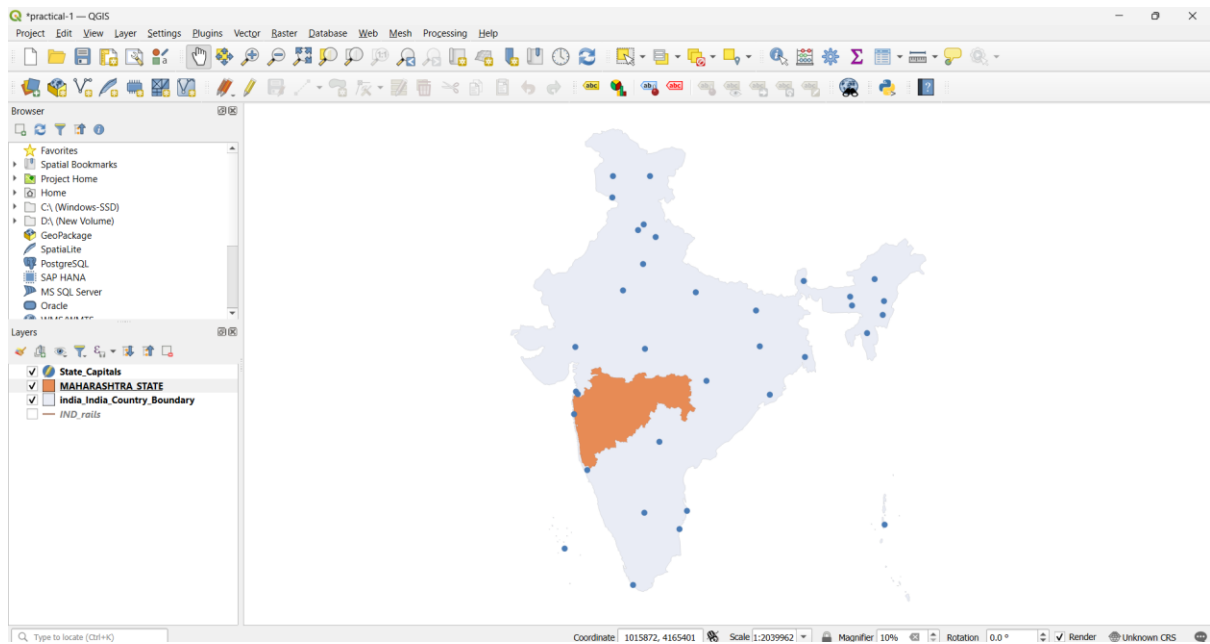 *practical-1 — QGIS
Project Edit View Layer Settings Plugins Vector Raster Database Web Mesh Processing Help
Browser
Favorites
Spatial Bookmarks
Project Home
Home
C:\ (Windows-SSD)
D:\ (New Volume)
GeoPackage
SpatiaLite
PostgreSQL
SAP HANA
MS SQL Server
Oracle
WMS/WMTS
Layers
State_Capitals
MAHARASHTRA_STATE
india_India_Country_Boundary
IND_rails
Type to locate (Ctrl+K) Coordinate 1015872, 4165401 Scale 1:2039962 Magnifier 10% Rotation 0.0 ° Render Unknown CRS